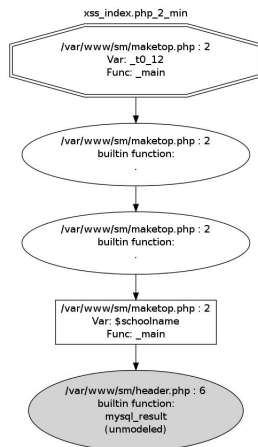 xss_index.php_2_min
/var/www/sm/maketop.php : 2
Var: _t0_12
Func: _main
/var/www/sm/maketop.php : 2
builtin function:
.
/var/www/sm/maketop.php : 2
builtin function:
.
/var/www/sm/maketop.php : 2
Var: $schoolname
Func: _main
/var/www/sm/header.php : 6
builtin function:
mysql_result
(unmodeled)